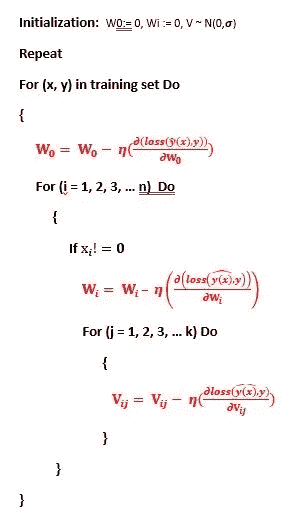 Initialization: W0:= 0, Wi := 0, V ~ N(0,σ)
Repeat
For (x, y) in training set Do
{
W₀ = W₀ − η(∂(loss(ŷ(x),y))/∂W₀)
For (i = 1, 2, 3, ... n) Do
{
If xᵢ! = 0
Wᵢ = Wᵢ - η(∂(loss(y(x)̂,y))/∂Wᵢ)
For (j = 1, 2, 3, ... k) Do
{
Vᵢⱼ = Vᵢⱼ − η(∂loss(y(x)̂,y)/∂Vᵢⱼ)
}
}
}